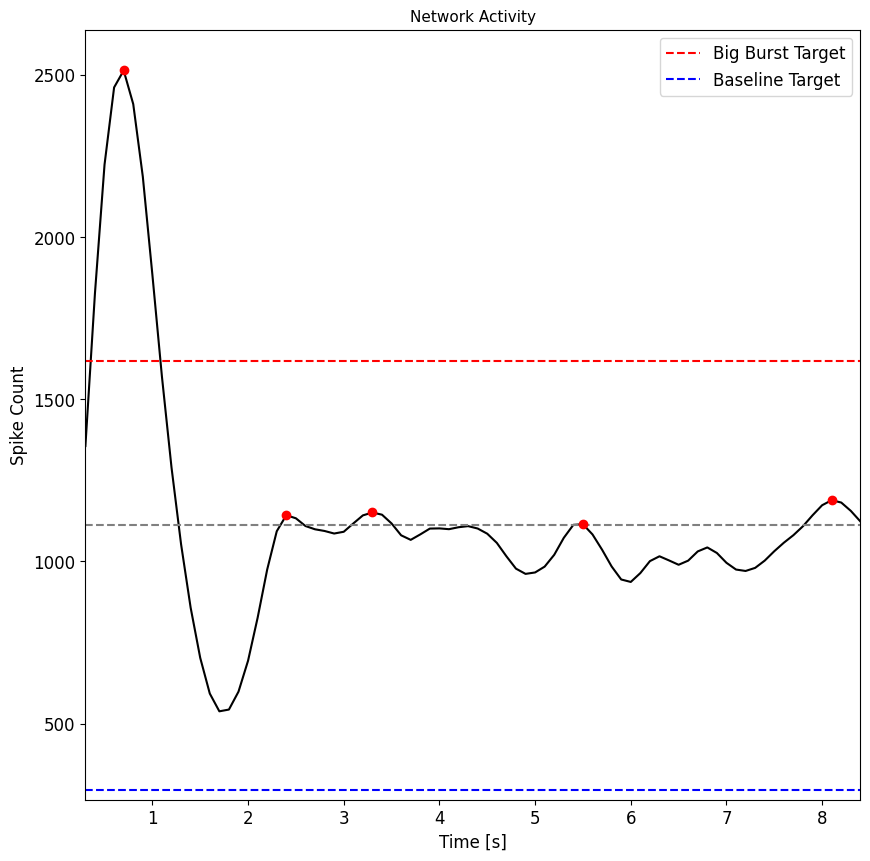 Network Activity
Big Burst Target
Baseline Target
2500
2000
1500
1000
500
Spike Count
1 2 3 4 5 6 7 8
Time [s]